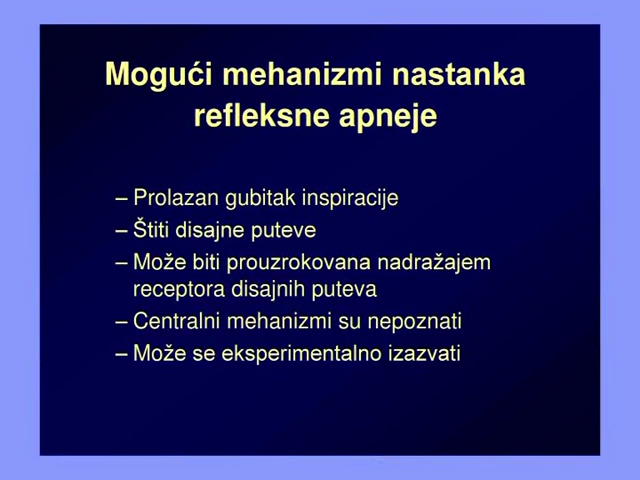 Mogući mehanizmi nastanka
refleksne apneje
– Prolazan gubitak inspiracije
– Štiti disajne puteve
– Može biti prouzrokovana nadražajem
receptora disajnih puteva
– Centralni mehanizmi su nepoznati
– Može se eksperimentalno izazvati